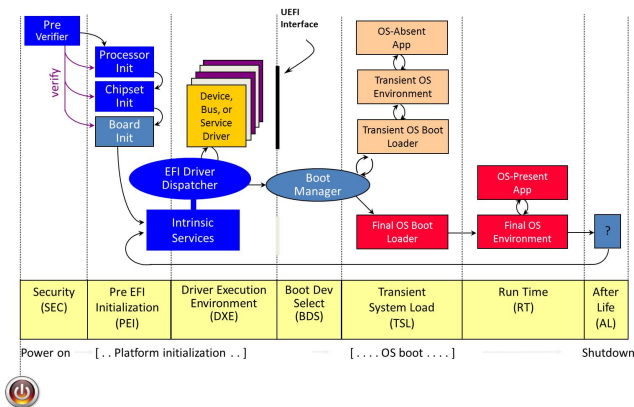 UEFI
Interface
Pre
Verifier
verify
Processor
Init
Chipset
Init
Board
Init
Device,
Bus, or
Service
Driver
EFI Driver
Dispatcher
Intrinsic
Services
Boot
Manager
OS-Absent
App
Transient OS
Environment
Transient OS Boot
Loader
OS-Present
App
Final OS Boot
Loader
Final OS
Environment
?
Security
(SEC)
Pre EFI
Initialization
(PEI)
Driver Execution
Environment
(DXE)
Boot Dev
Select
(BDS)
Transient
System Load
(TSL)
Run Time
(RT)
After
Life
(AL)
Power on
[ . . Platform initialization . . ]
[ . . . . OS boot . . . . ]
Shutdown